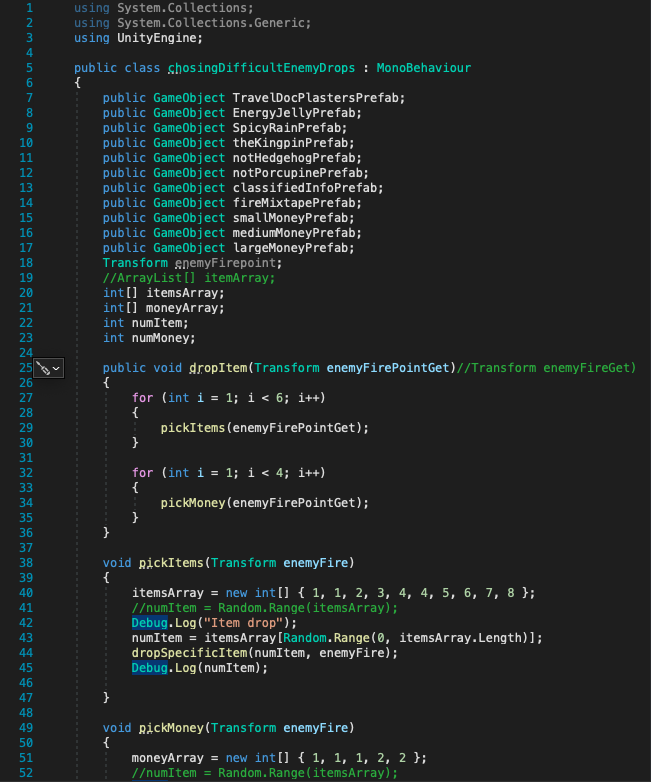 1 using System.Collections;
2 using System.Collections.Generic;
3 using UnityEngine;
4
5 public class chosingDifficultEnemyDrops : MonoBehaviour
6 {
7 public GameObject TravelDocPlastersPrefab;
8 public GameObject EnergyJellyPrefab;
9 public GameObject SpicyRainPrefab;
10 public GameObject theKingpinPrefab;
11 public GameObject notHedgehogPrefab;
12 public GameObject notPorcupinePrefab;
13 public GameObject classifiedInfoPrefab;
14 public GameObject fireMixtapePrefab;
15 public GameObject smallMoneyPrefab;
16 public GameObject mediumMoneyPrefab;
17 public GameObject largeMoneyPrefab;
18 Transform enemyFirepoint;
19 //ArrayList[] itemArray;
20 int[] itemsArray;
21 int[] moneyArray;
22 int numItem;
23 int numMoney;
24
25 public void dropItem(Transform enemyFirePointGet)//Transform enemyFireGet)
26 {
27 for (int i = 1; i < 6; i++)
28 {
29 pickItems(enemyFirePointGet);
30 }
31
32 for (int i = 1; i < 4; i++)
33 {
34 pickMoney(enemyFirePointGet);
35 }
36 }
37
38 void pickItems(Transform enemyFire)
39 {
40 itemsArray = new int[] { 1, 1, 2, 3, 4, 4, 5, 6, 7, 8 };
41 //numItem = Random.Range(itemsArray);
42 Debug.Log("Item drop");
43 numItem = itemsArray[Random.Range(0, itemsArray.Length)];
44 dropSpecificItem(numItem, enemyFire);
45 Debug.Log(numItem);
46
47 }
48
49 void pickMoney(Transform enemyFire)
50 {
51 moneyArray = new int[] { 1, 1, 1, 2, 2 };
52 //numItem = Random.Range(itemsArray);